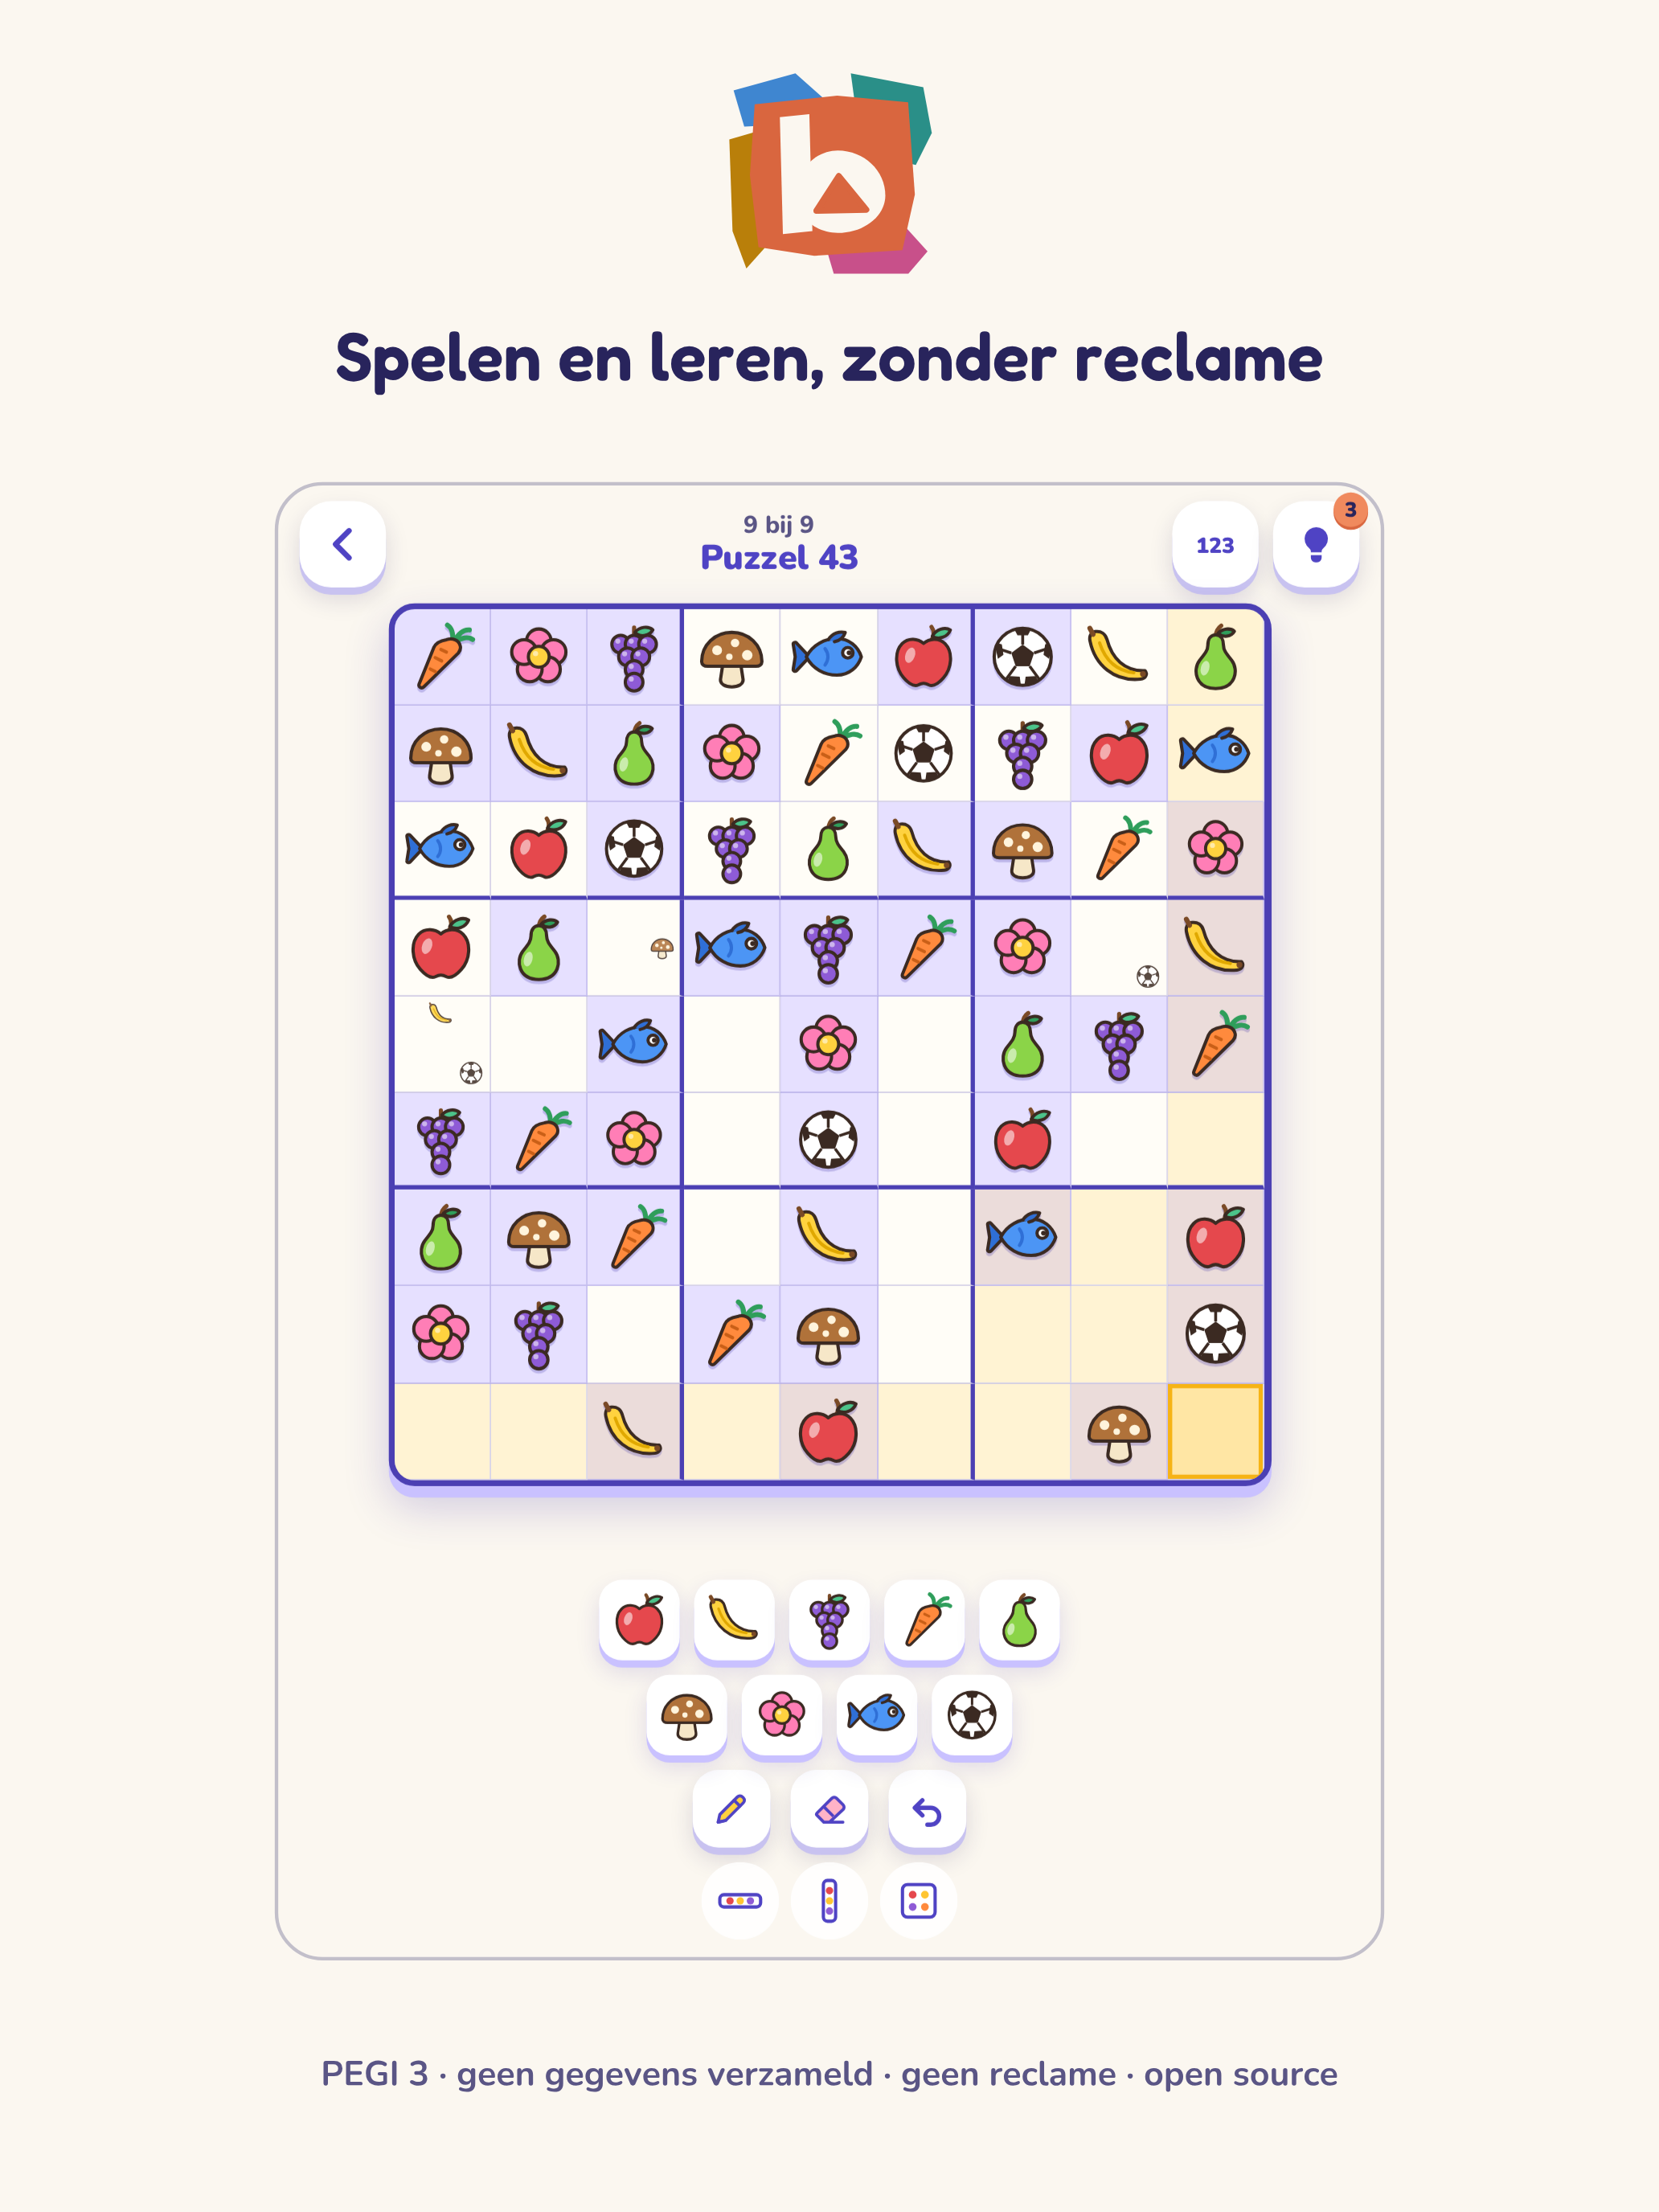 b
Spelen en leren, zonder reclame
3
9 bij 9
Puzzel 43
123
PEGI 3 · geen gegevens verzameld · geen reclame · open source